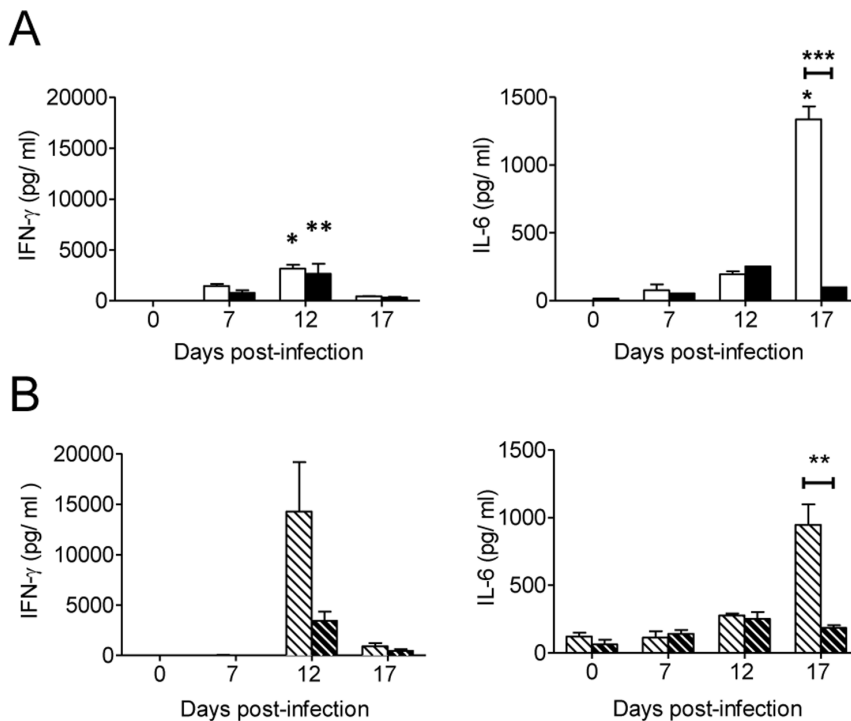 A
20000
15000
10000
5000
0
IFN-γ (pg/ ml)
* **
0 7 12 17
Days post-infection
***
*
1500
1000
500
0
IL-6 (pg/ ml)
0 7 12 17
Days post-infection
B
20000
15000
10000
5000
0
IFN-γ (pg/ ml )
0 7 12 17
Days post-infection
**
1500
1000
500
0
IL-6 (pg/ ml)
0 7 12 17
Days post-infection